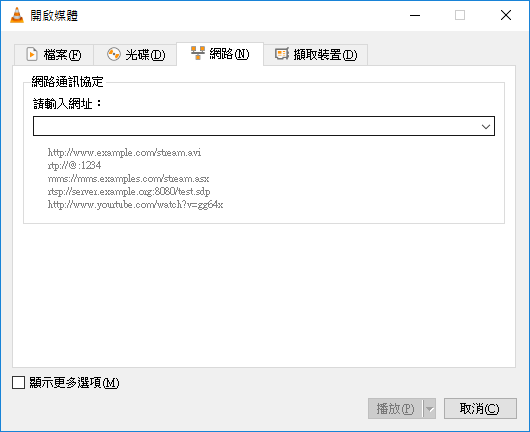 開啟媒體
檔案(F)
光碟(D)
網路(N)
擷取裝置(D)
網路通訊協定
請輸入網址：
http://www.example.com/stream.avi
rtp://@:1234
mms://mms.examples.com/stream.asx
rtsp://server.example.org:8080/test.sdp
http://www.yourtube.com/watch?v=gg64x
顯示更多選項(M)
播放(P)
取消(C)